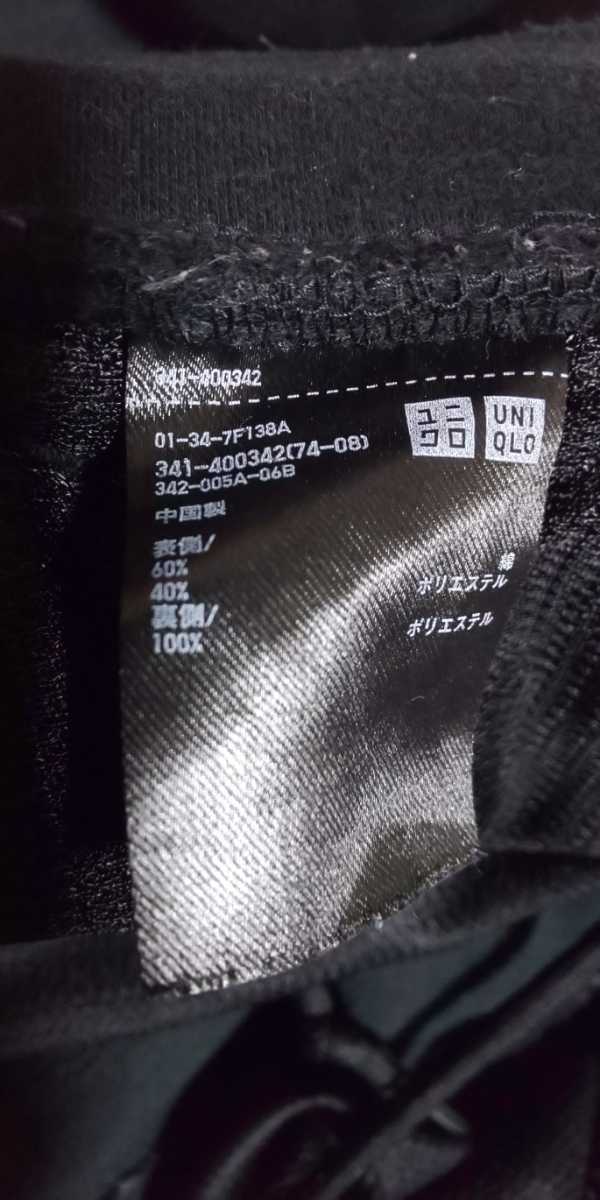 341-400342
ユニ
クロ
UNI
QLO
01-34-7F138A
341-400342(74-08)
342-005A-06B
中国製
表側/
綿
60%
ポリエステル
40%
裏側/
ポリエステル
100%